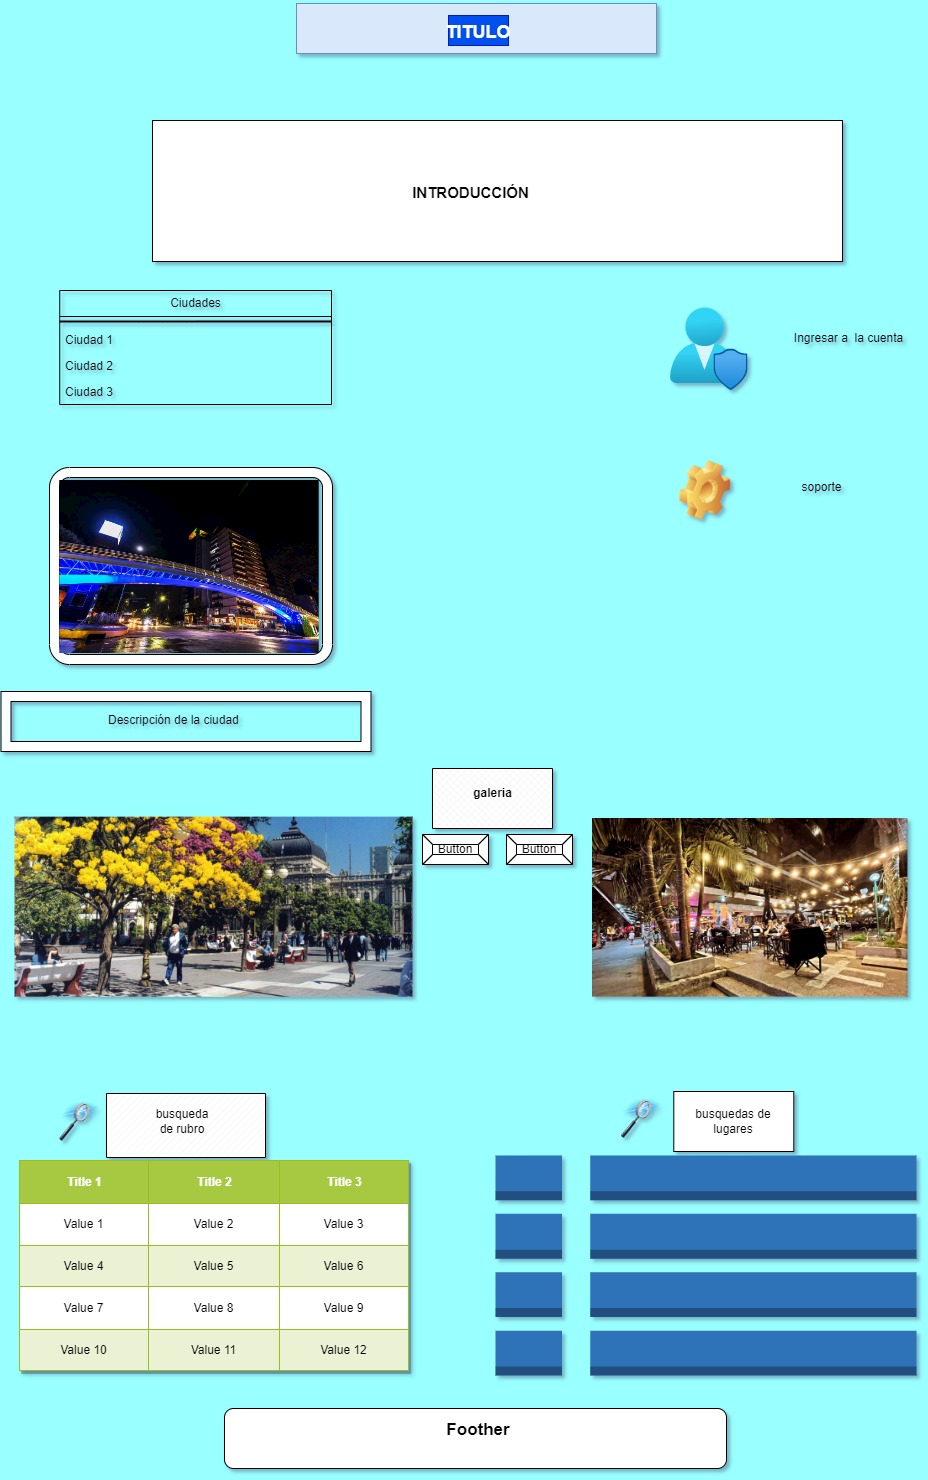 TITULO
INTRODUCCIÓN
Ciudades
Ciudad 1
Ciudad 2
Ciudad 3
Ingresar a  la cuenta
soporte
Descripción de la ciudad
galeria
Button
Button
busqueda
de rubro
busquedas de
lugares
Title 1 Title 2 Title 3
Value 1 Value 2 Value 3
Value 4 Value 5 Value 6
Value 7 Value 8 Value 9
Value 10 Value 11 Value 12
Foother